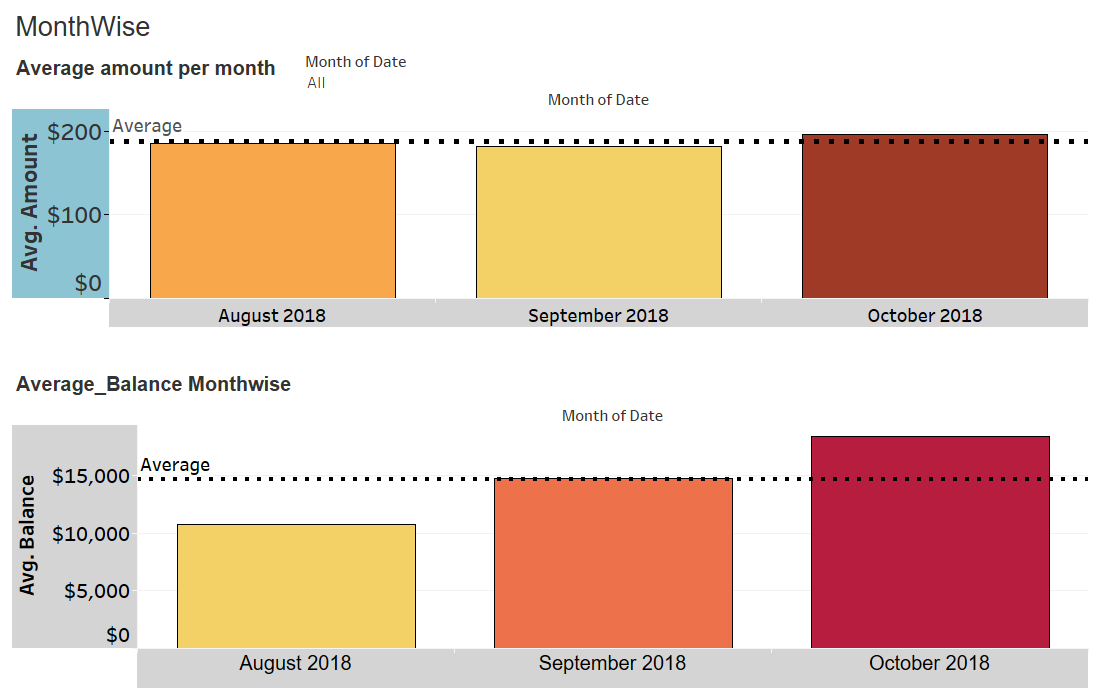 MonthWise
Average amount per month
Month of Date
All
Month of Date
Avg. Amount
$200
$100
$0
Average
August 2018
September 2018
October 2018
Average_Balance Monthwise
Month of Date
Avg. Balance
$15,000
$10,000
$5,000
$0
Average
August 2018
September 2018
October 2018